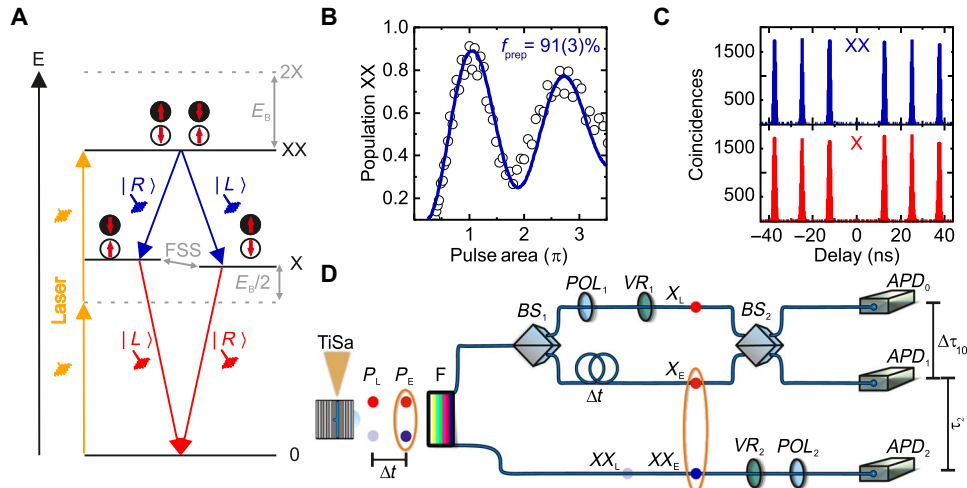 A
E
2X
E_B
XX
|R⟩
|L⟩
FSS
X
E_B/2
Laser
|L⟩
|R⟩
0
B
f_prep = 91(3)%
Population XX
0.8
0.6
0.4
0.2
1
2
3
Pulse area (π)
C
Coincidences
1500
500
XX
1500
500
X
−40
−20
0
20
40
Delay (ns)
D
TiSa
P_L
P_E
F
Δt
BS_1
POL_1
VR_1
X_L
BS_2
APD_0
Δτ_10
Δt
X_E
APD_1
τ_2
XX_L
XX_E
VR_2
POL_2
APD_2